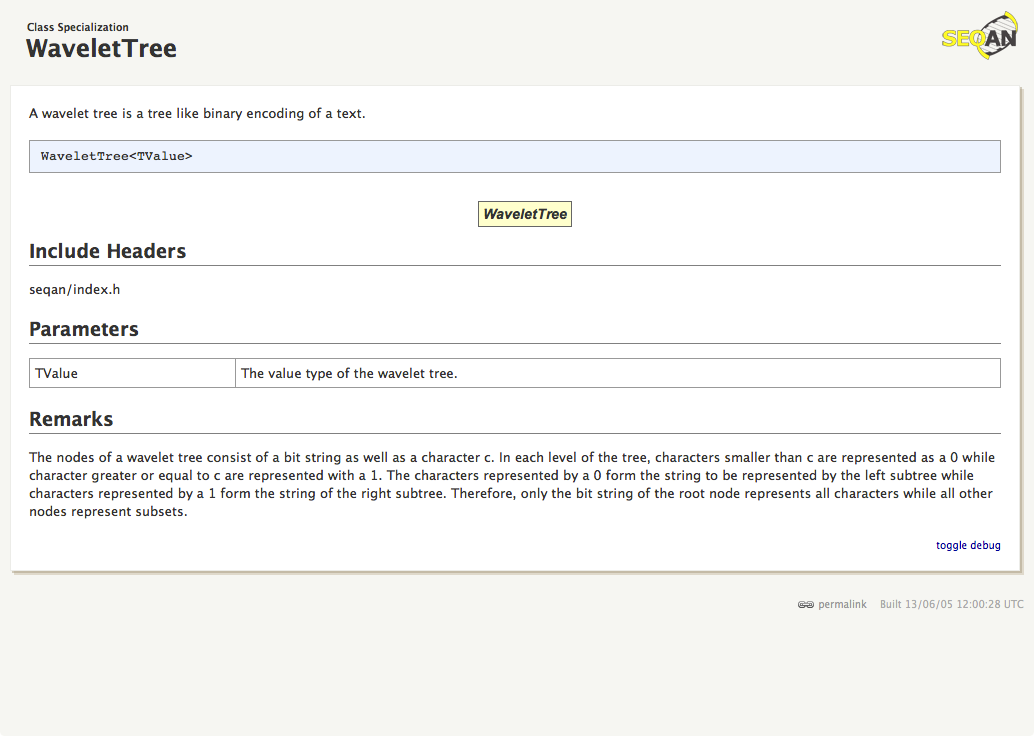 Class Specialization
WaveletTree
SEQAN
A wavelet tree is a tree like binary encoding of a text.
WaveletTree<TValue>
WaveletTree
Include Headers
seqan/index.h
Parameters
TValue The value type of the wavelet tree.
Remarks
The nodes of a wavelet tree consist of a bit string as well as a character c. In each level of the tree, characters smaller than c are represented as a 0 while
character greater or equal to c are represented with a 1. The characters represented by a 0 form the string to be represented by the left subtree while
characters represented by a 1 form the string of the right subtree. Therefore, only the bit string of the root node represents all characters while all other
nodes represent subsets.
toggle debug
permalink Built 13/06/05 12:00:28 UTC